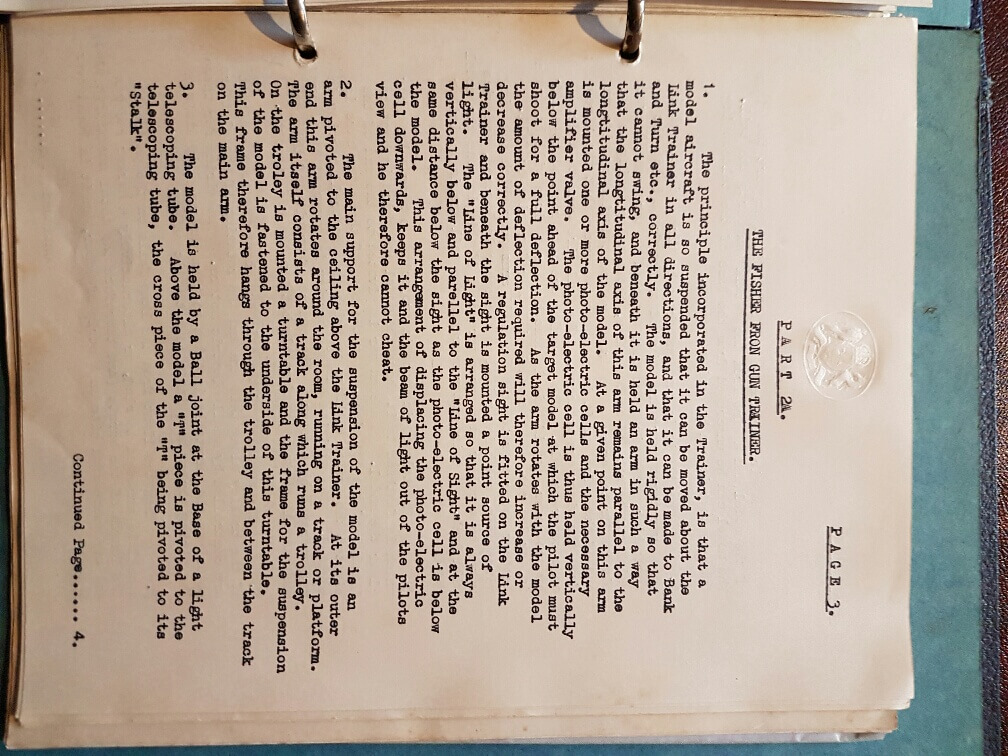 PAGE 3.
PART 2A.
THE FISHER FRON GUN TRAINER.
1. The principle incorporated in the Trainer, is that a
model aircraft is so suspended that it can be moved about the
Link Trainer in all directions, and that it can be made to Bank
and Turn etc., correctly. The model is held rigidly so that
it cannot swing, and beneath it is held an arm in such a way
that the longtitudinal axis of this arm remains parallel to the
longtitudinal axis of the model. At a given point on this arm
is mounted one or more photo-electric cells and the necessary
amplifier valve. The photo-electric cell is thus held vertically
below the point ahead of the target model at which the pilot must
shoot for a full deflection. As the arm rotates with the model
the amount of deflection required will therefore increase or
decrease correctly. A regulation sight is fitted on the Link
Trainer and beneath the sight is mounted a point source of
light. The "Line of Light" is arranged so that it is always
vertically below and parellel to the "Line of Sight" and at the
same distance below the sight as the photo-electric cell is below
the model. This arrangement of displacing the photo-electric
cell downwards, keeps it and the beam of light out of the pilots
view and he therefore cannot cheat.
2. The main support for the suspension of the model is an
arm pivoted to the ceiling above the Link Trainer. At its outer
end this arm rotates around the room, running on a track or platform.
The arm itself consists of a track along which runs a trolley.
On the troley is mounted a turntable and the frame for the suspension
of the model is fastened to the underside of this turntable.
This frame therefore hangs through the trolley and between the track
on the main arm.
3. The model is held by a Ball joint at the Base of a light
telescoping tube. Above the model a "T" piece is pivoted to the
telescoping tube, the cross piece of the "T" being pivoted to its
"Stalk".
Continued Page...... 4.